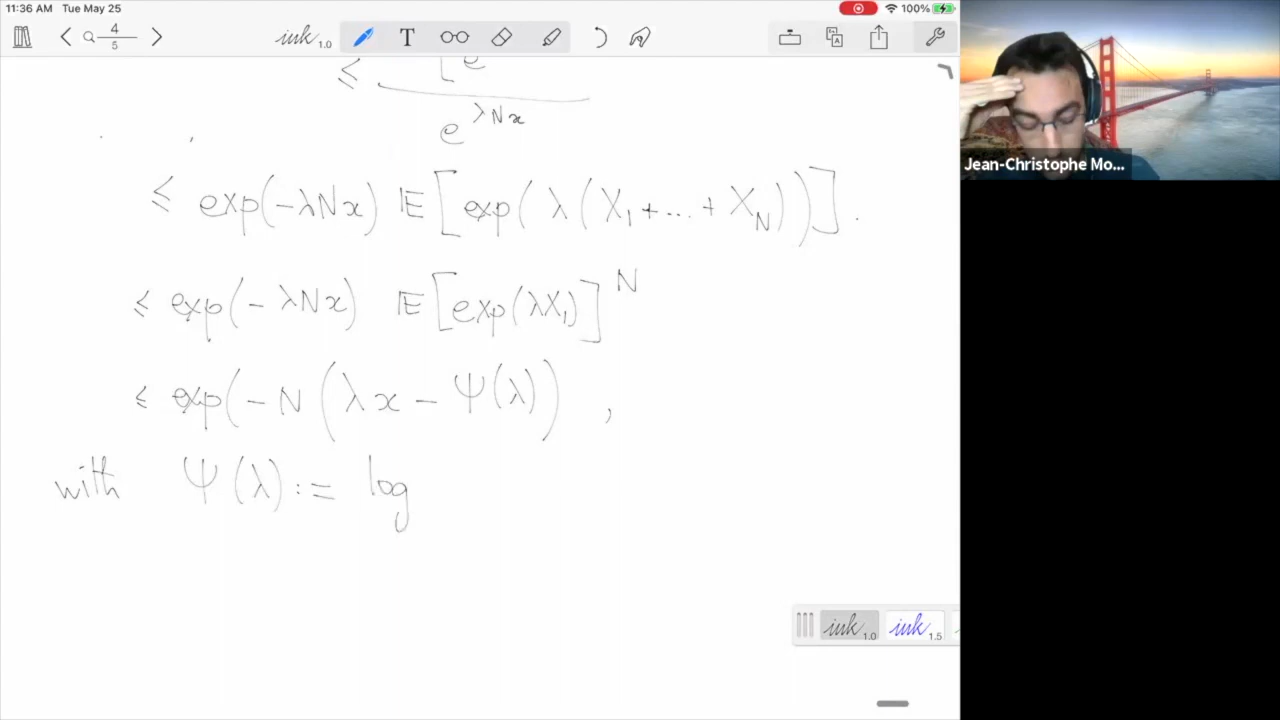 11:36 AM Tue May 25
100%
4
5
ink 1.0
T
≤ [e
e^{λNx}
≤ exp(-λNx) 𝔼[exp(λ(X₁+...+X_N))].
≤ exp(-λNx) 𝔼[exp(λX₁)]^N
≤ exp(-N(λx - Ψ(λ)) ,
with Ψ(λ) := log
Jean-Christophe Mo...
ink 1.0 ink 1.5